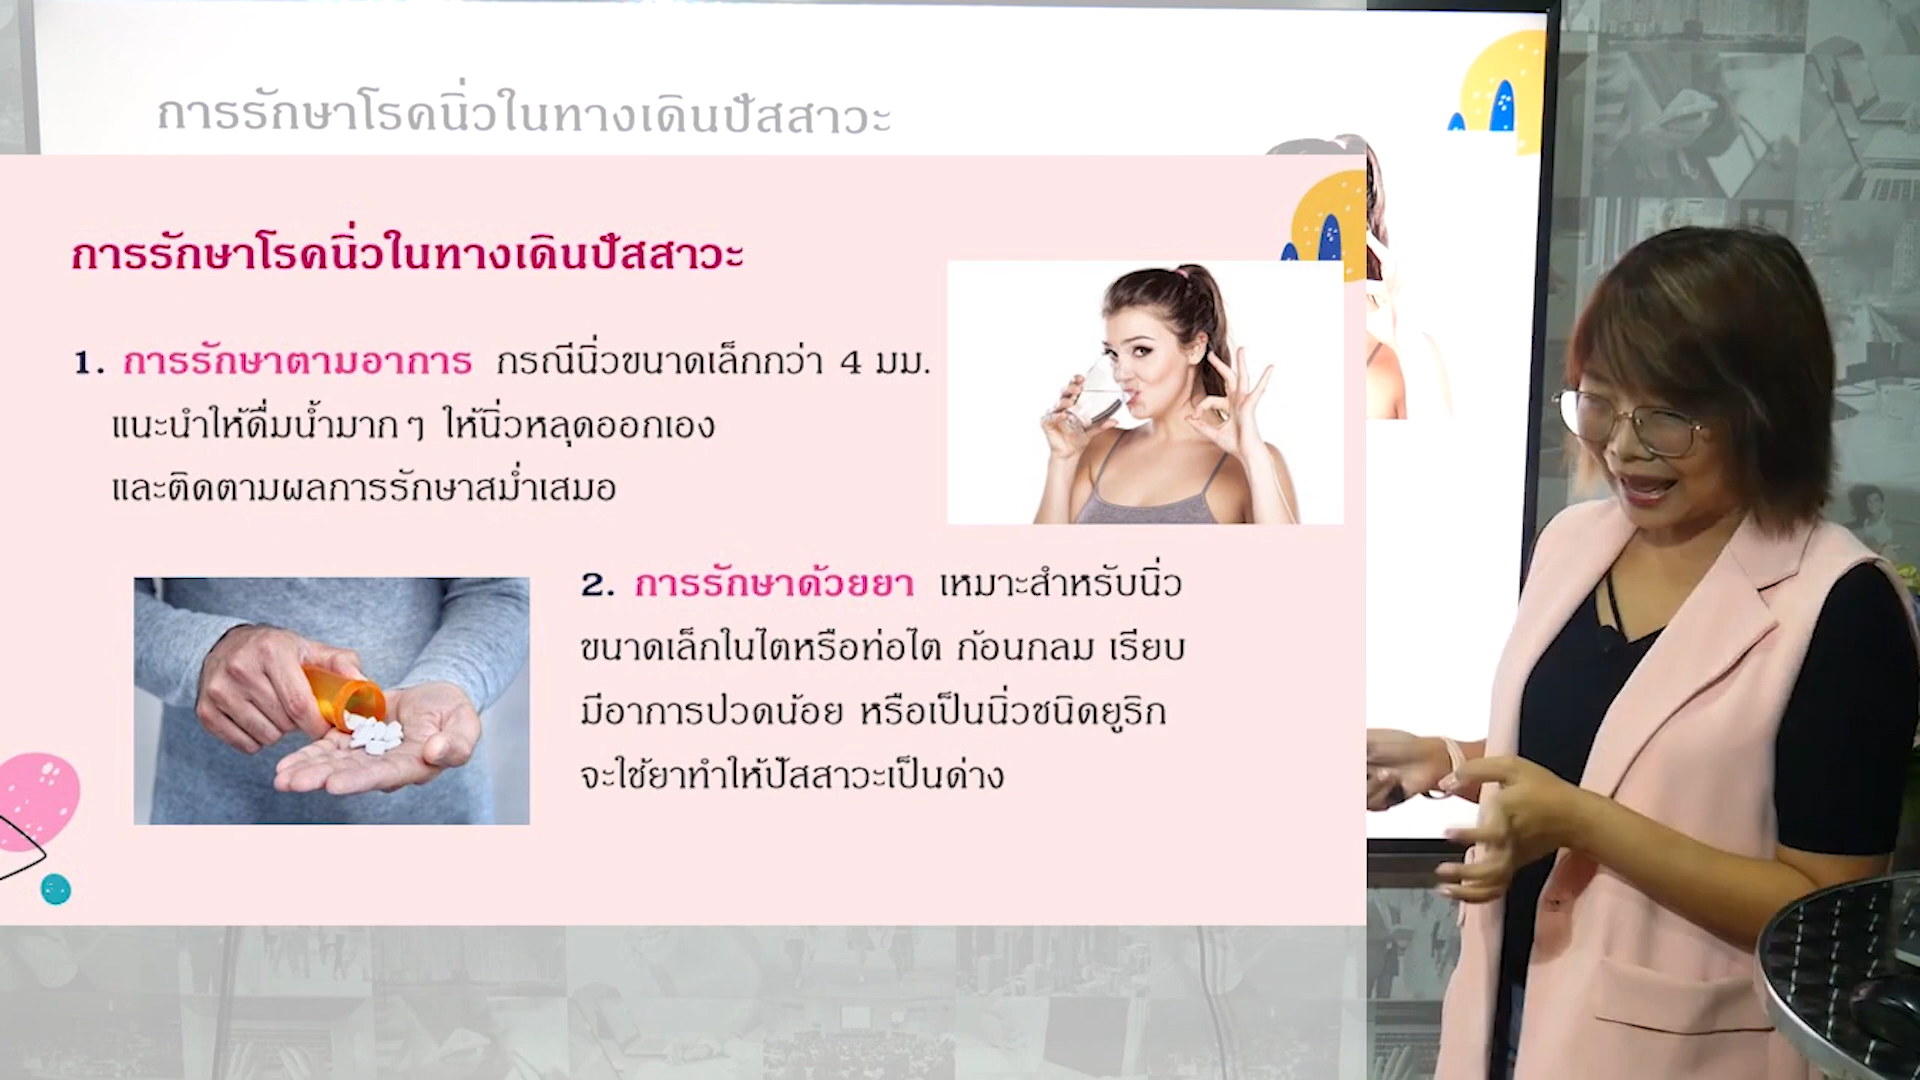 การรักษาโรคนิ่วในทางเดินปัสสาวะ
การรักษาโรคนิ่วในทางเดินปัสสาวะ
1. การรักษาตามอาการ กรณีนิ่วขนาดเล็กกว่า 4 มม.
แนะนำให้ดื่มน้ำมาก ๆ ให้นิ่วหลุดออกเอง
และติดตามผลการรักษาสม่ำเสมอ
2. การรักษาด้วยยา เหมาะสำหรับนิ่ว
ขนาดเล็กในไตหรือท่อไต ก้อนกลม เรียบ
มีอาการปวดน้อย หรือเป็นนิ่วชนิดยูริก
จะใช้ยาทำให้ปัสสาวะเป็นด่าง